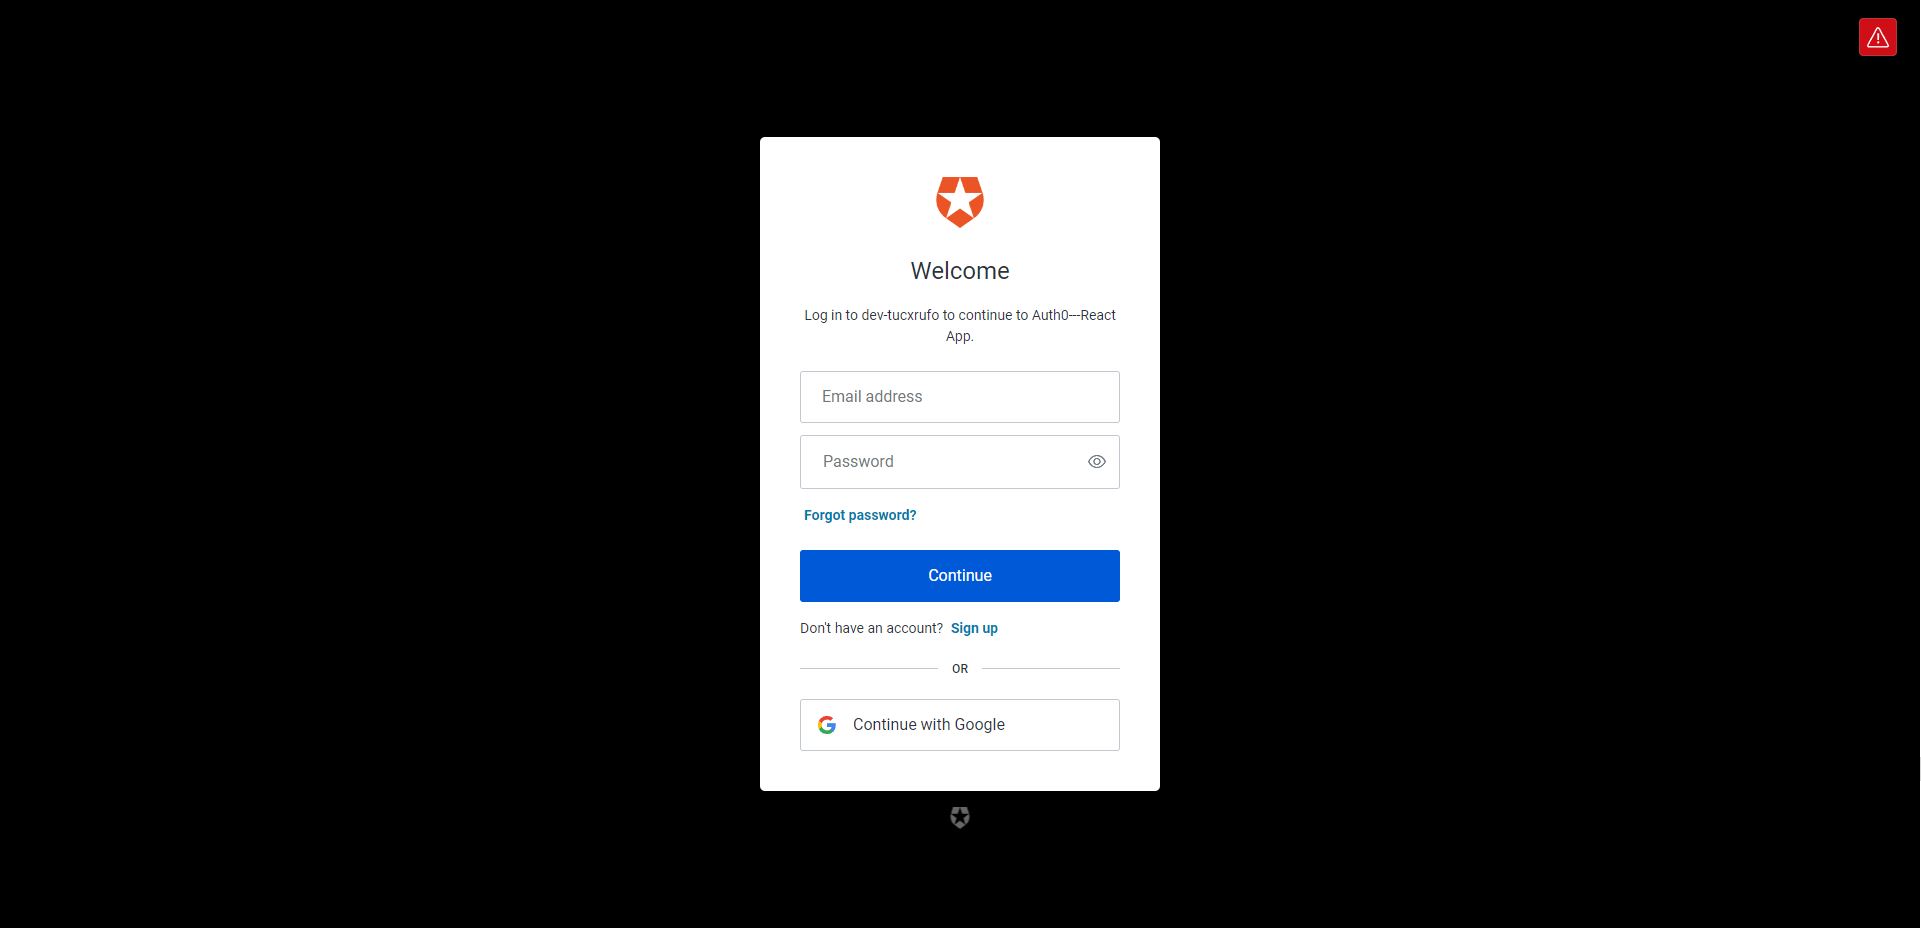 Welcome
Log in to dev-tucxrufo to continue to Auth0---React
App.
Email address
Password
Forgot password?
Continue
Don't have an account? Sign up
OR
Continue with Google